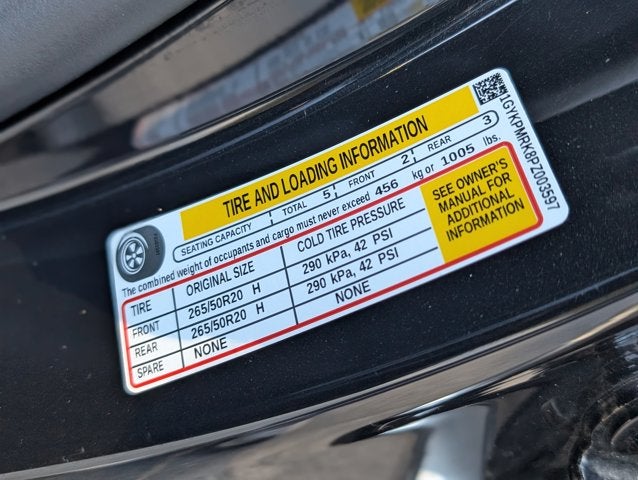 TIRE AND LOADING INFORMATION
SEATING CAPACITY TOTAL 5 FRONT 2 REAR 3
The combined weight of occupants and cargo must never exceed 456 kg or 1005 lbs.
TIRE ORIGINAL SIZE COLD TIRE PRESSURE
FRONT 265/50R20 H 290 kPa, 42 PSI
REAR 265/50R20 H 290 kPa, 42 PSI
SPARE NONE NONE
SEE OWNER'S
MANUAL FOR
ADDITIONAL
INFORMATION
1GYKPMRK8PZ003597